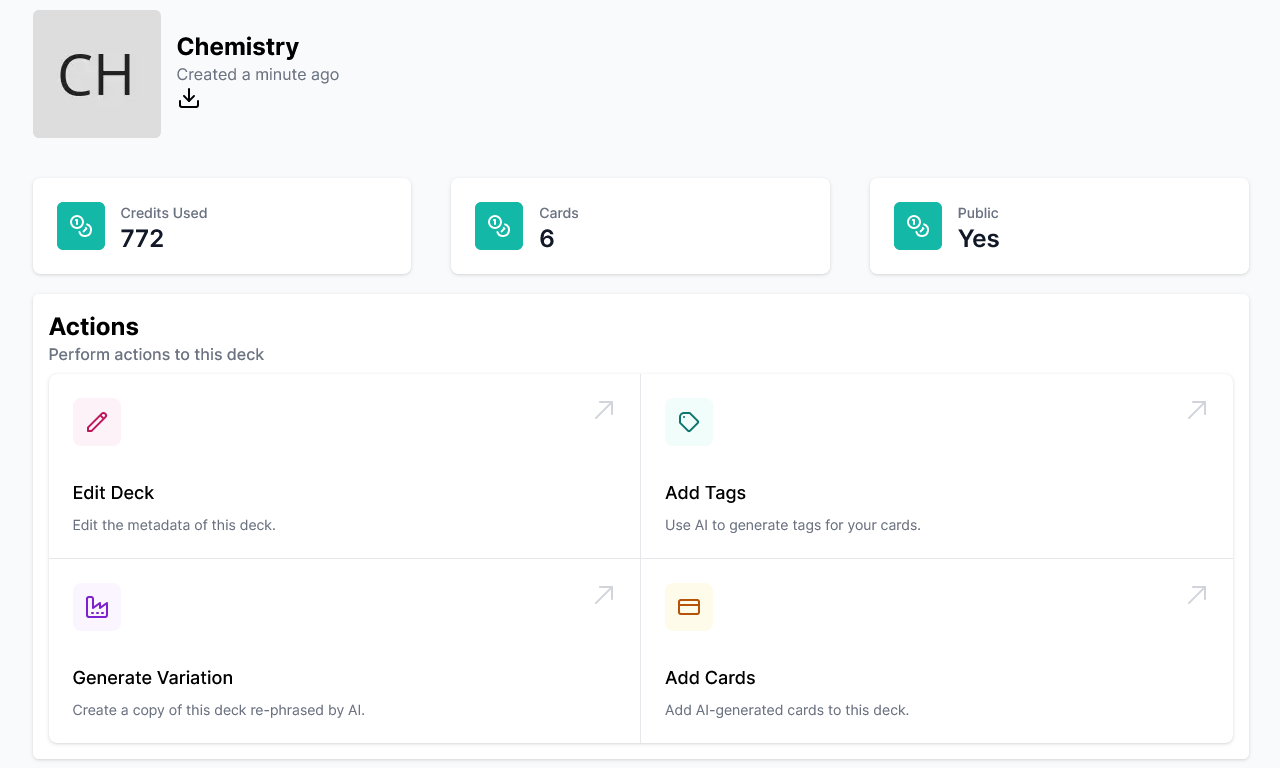 CH
Chemistry
Created a minute ago
Credits Used
772
Cards
6
Public
Yes
Actions
Perform actions to this deck
Edit Deck
Edit the metadata of this deck.
Add Tags
Use AI to generate tags for your cards.
Generate Variation
Create a copy of this deck re-phrased by AI.
Add Cards
Add AI-generated cards to this deck.